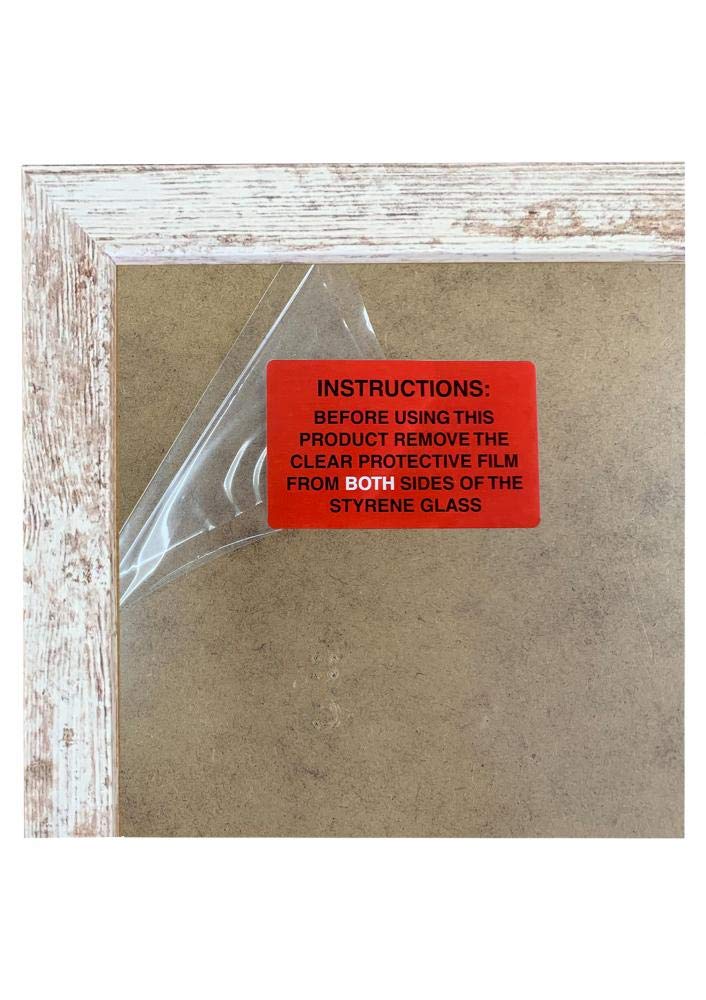 INSTRUCTIONS:
BEFORE USING THIS
PRODUCT REMOVE THE
CLEAR PROTECTIVE FILM
FROM BOTH SIDES OF THE
STYRENE GLASS